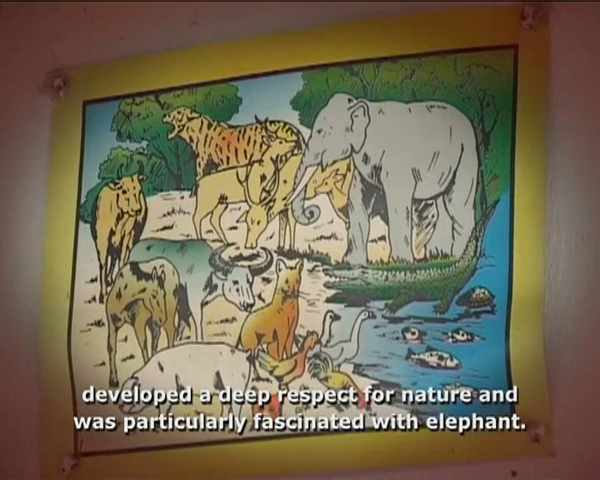 developed a deep respect for nature and
was particularly fascinated with elephant.